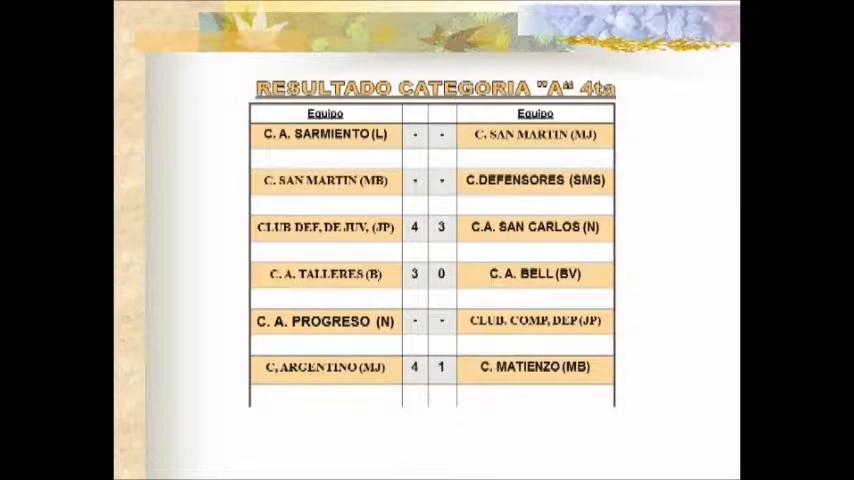 RESULTADO CATEGORIA "A“ 4ta
Equipo Equipo
C. A. SARMIENTO (L) - - C. SAN MARTIN (MJ)
C. SAN MARTIN (MB) - - C.DEFENSORES (SMS)
CLUB DEF, DE JUV, (JP) 4 3 C.A. SAN CARLOS (N)
C. A. TALLERES (B) 3 0 C. A. BELL (BV)
C. A. PROGRESO (N) - - CLUB, COMP, DEP (JP)
C, ARGENTINO (MJ) 4 1 C. MATIENZO (MB)